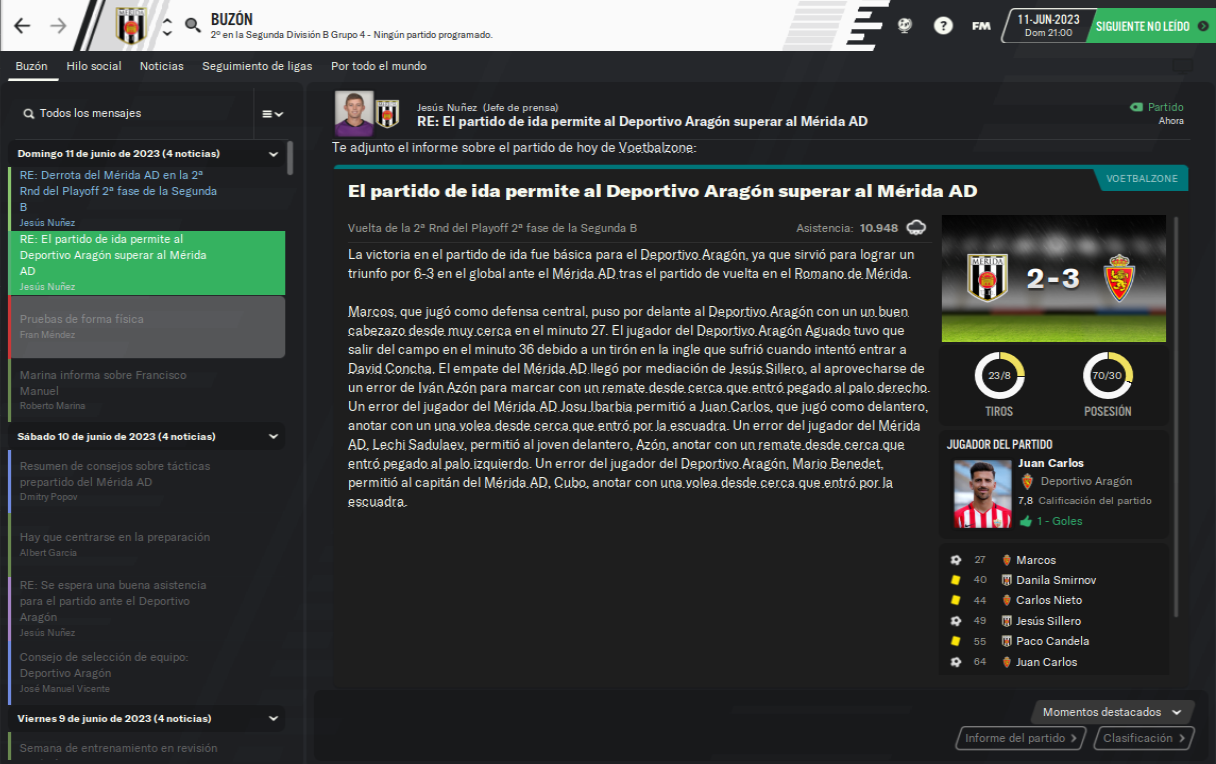 BUZÓN
2º en la Segunda División B Grupo 4 - Ningún partido programado.
FM
11-JUN-2023
Dom 21:00
SIGUIENTE NO LEÍDO
Buzón
Hilo social
Noticias
Seguimiento de ligas
Por todo el mundo
Todos los mensajes
Domingo 11 de junio de 2023 (4 noticias)
RE: Derrota del Mérida AD en la 2ª
Rnd del Playoff 2ª fase de la Segunda
B
Jesús Nuñez
RE: El partido de ida permite al
Deportivo Aragón superar al Mérida
AD
Jesús Nuñez
Pruebas de forma física
Fran Méndez
Marina informa sobre Francisco
Manuel
Roberto Marina
Sábado 10 de junio de 2023 (4 noticias)
Resumen de consejos sobre tácticas
prepartido del Mérida AD
Dmitry Popov
Hay que centrarse en la preparación
Albert García
RE: Se espera una buena asistencia
para el partido ante el Deportivo
Aragón
Jesús Nuñez
Consejo de selección de equipo:
Deportivo Aragón
José Manuel Vicente
Viernes 9 de junio de 2023 (4 noticias)
Semana de entrenamiento en revisión
Jesús Nuñez (Jefe de prensa)
RE: El partido de ida permite al Deportivo Aragón superar al Mérida AD
Partido
Ahora
Te adjunto el informe sobre el partido de hoy de Voetbalzone:
VOETBALZONE
El partido de ida permite al Deportivo Aragón superar al Mérida AD
Vuelta de la 2ª Rnd del Playoff 2ª fase de la Segunda B
Asistencia: 10.948
La victoria en el partido de ida fue básica para el Deportivo Aragón, ya que sirvió para lograr un
triunfo por 6-3 en el global ante el Mérida AD tras el partido de vuelta en el Romano de Mérida.
Marcos, que jugó como defensa central, puso por delante al Deportivo Aragón con un un buen
cabezazo desde muy cerca en el minuto 27. El jugador del Deportivo Aragón Aguado tuvo que
salir del campo en el minuto 36 debido a un tirón en la ingle que sufrió cuando intentó entrar a
David Concha. El empate del Mérida AD llegó por mediación de Jesús Sillero, al aprovecharse de
un error de Iván Azón para marcar con un remate desde cerca que entró pegado al palo derecho.
Un error del jugador del Mérida AD Josu Ibarbia permitió a Juan Carlos, que jugó como delantero,
anotar con un una volea desde cerca que entró por la escuadra. Un error del jugador del Mérida
AD, Lechi Sadulaev, permitió al joven delantero, Azón, anotar con un remate desde cerca que
entró pegado al palo izquierdo. Un error del jugador del Deportivo Aragón, Mario Benedet,
permitió al capitán del Mérida AD, Cubo, anotar con una volea desde cerca que entró por la
escuadra.
MÉRIDA
2-3
23/8
TIROS
70/30
POSESIÓN
JUGADOR DEL PARTIDO
Juan Carlos
Deportivo Aragón
7,8 Calificación del partido
1 - Goles
27 Marcos
40 Danila Smirnov
44 Carlos Nieto
49 Jesús Sillero
55 Paco Candela
64 Juan Carlos
Momentos destacados
Informe del partido
Clasificación